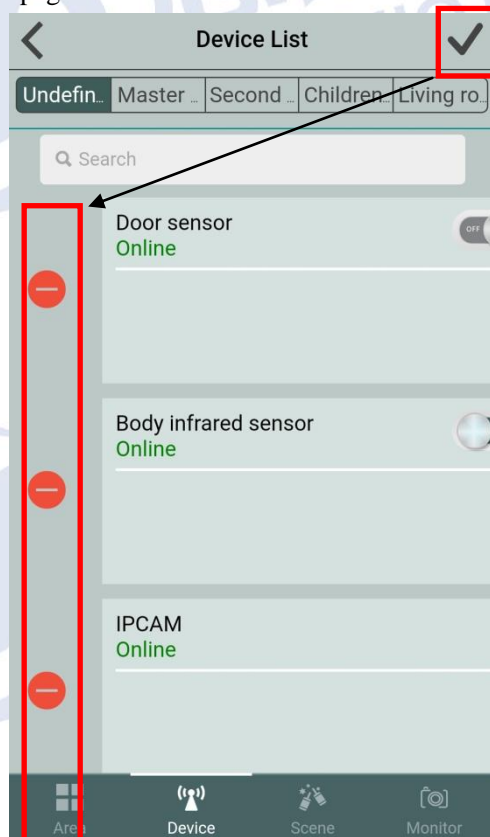 Device List
Undefin... Master ... Second ... Children... Living ro...
Search
Door sensor
OFF
Online
Body infrared sensor
Online
IPCAM
Online
Area Device Scene Monitor